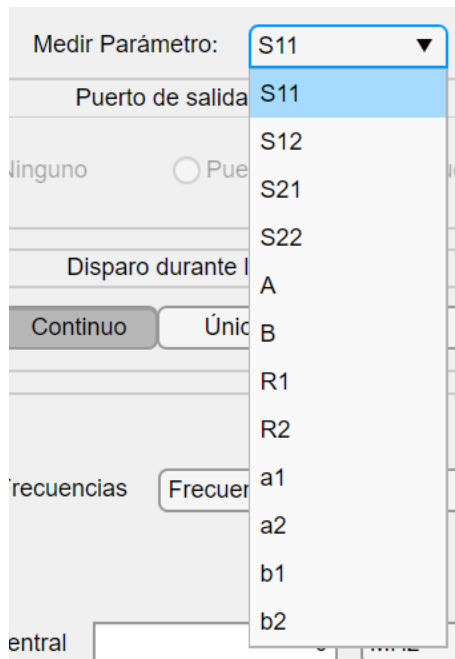 Medir Parámetro: S11
Puerto de salida S11
S12
S21
S22
Disparo durante
A
Continuo
B
R1
R2
a1
a2
b1
b2